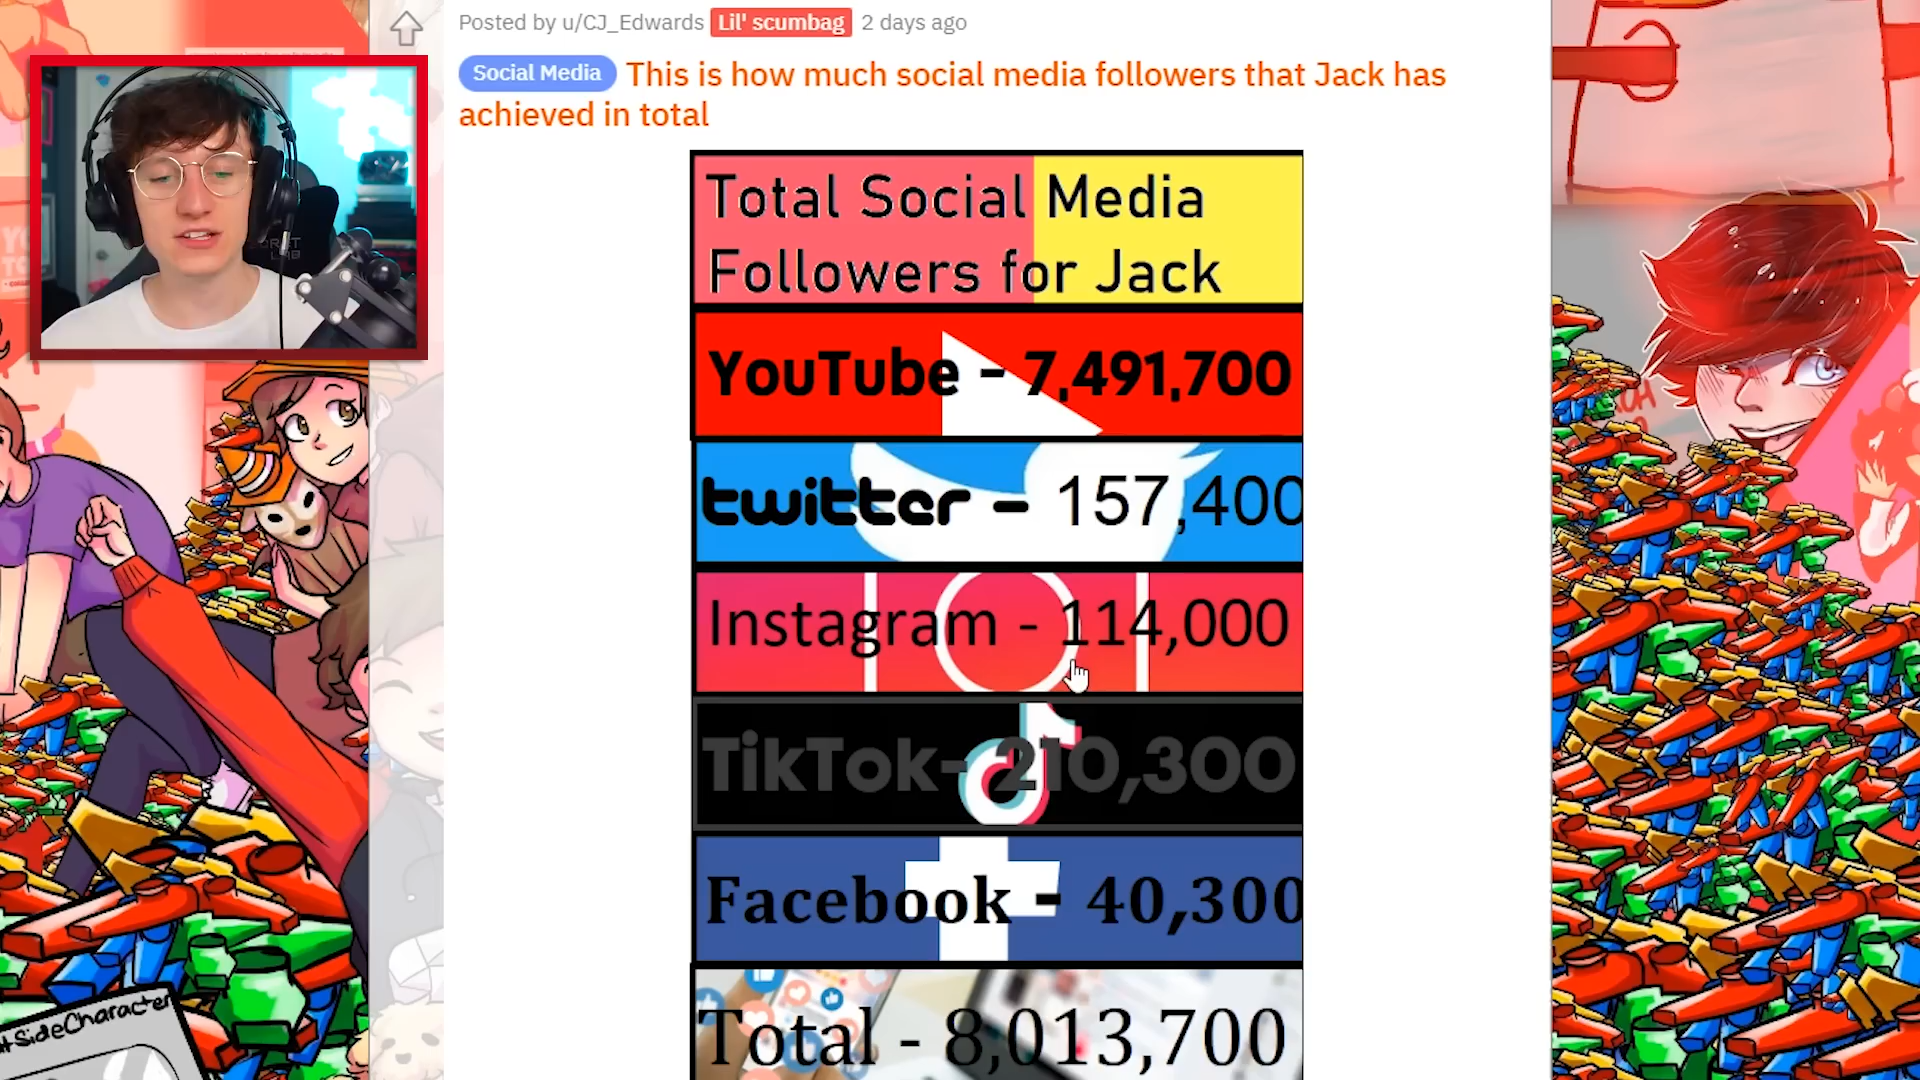 Posted by u/CJ_Edwards Lil' scumbag 2 days ago
Social Media This is how much social media followers that Jack has
achieved in total
Total Social Media
Followers for Jack
YouTube - 7,491,700
twitter - 157,400
Instagram - 114,000
TikTok- 210,300
Facebook - 40,300
Total - 8,013,700
SideCharacter